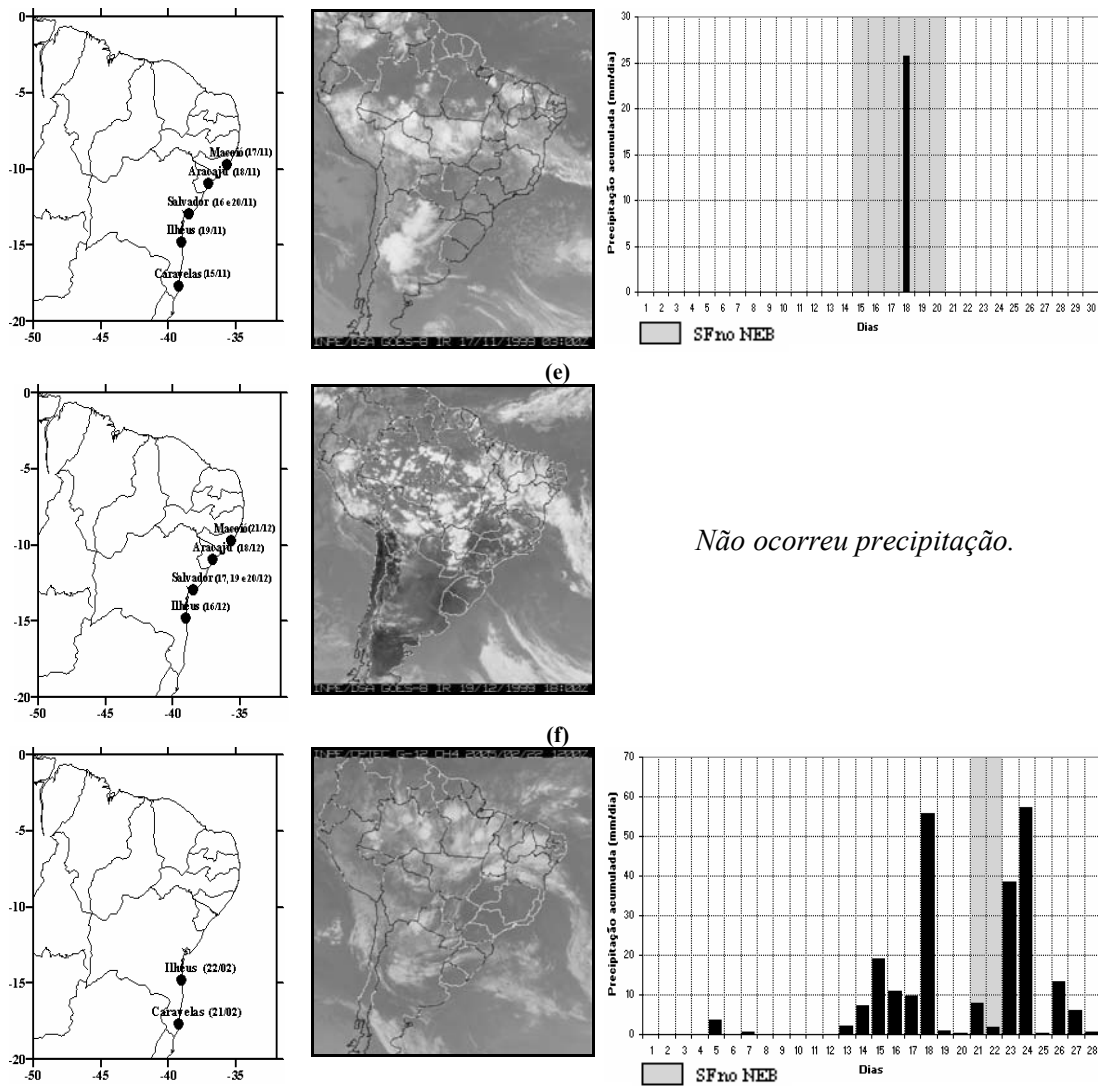 0
-5
-10
-15
-20
-50 -45 -40 -35
Maceió (17/11)
Aracajú (18/11)
Salvador (16 e 20/11)
Ilhéus (19/11)
Caravelas (15/11)
INPE/DSA GOES-8 IR 17/11/1999 03:00Z
Precipitação acumulada (mm/dia)
30
25
20
15
10
5
0
1 2 3 4 5 6 7 8 9 10 11 12 13 14 15 16 17 18 19 20 21 22 23 24 25 26 27 28 29 30
Dias
SF no NEB
(e)
0
-5
-10
-15
-20
-50 -45 -40 -35
Maceió (21/12)
Aracajú (18/12)
Salvador (17, 19 e 20/12)
Ilhéus (16/12)
INPE/DSA GOES-8 IR 19/12/1999 18:00Z
Não ocorreu precipitação.
(f)
0
-5
-10
-15
-20
-50 -45 -40 -35
Ilhéus (22/02)
Caravelas (21/02)
INPE/CPTEC G-12 CH4 2005/02/22 1200Z
Precipitação acumulada (mm/dia)
70
60
50
40
30
20
10
0
1 2 3 4 5 6 7 8 9 10 11 12 13 14 15 16 17 18 19 20 21 22 23 24 25 26 27 28
Dias
SF no NEB